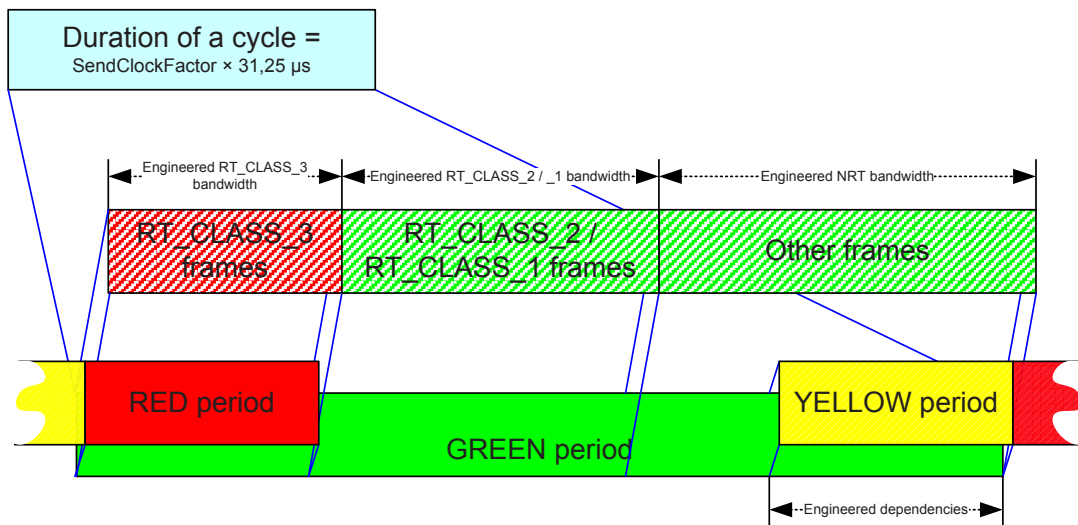 Duration of a cycle =
SendClockFactor × 31,25 µs
Engineered RT_CLASS_3
bandwidth
Engineered RT_CLASS_2 / _1 bandwidth
Engineered NRT bandwidth
RT_CLASS_3
frames
RT_CLASS_2 /
RT_CLASS_1 frames
Other frames
RED period
YELLOW period
GREEN period
Engineered dependencies